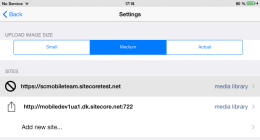 No Service
17:18
Back
Settings
UPLOAD IMAGE SIZE
Small
Medium
Actual
SITES
https://scmobileteam.sitecoretest.net
media library
http://mobiledev1ua1.dk.sitecore.net:722
media library
Add new site...